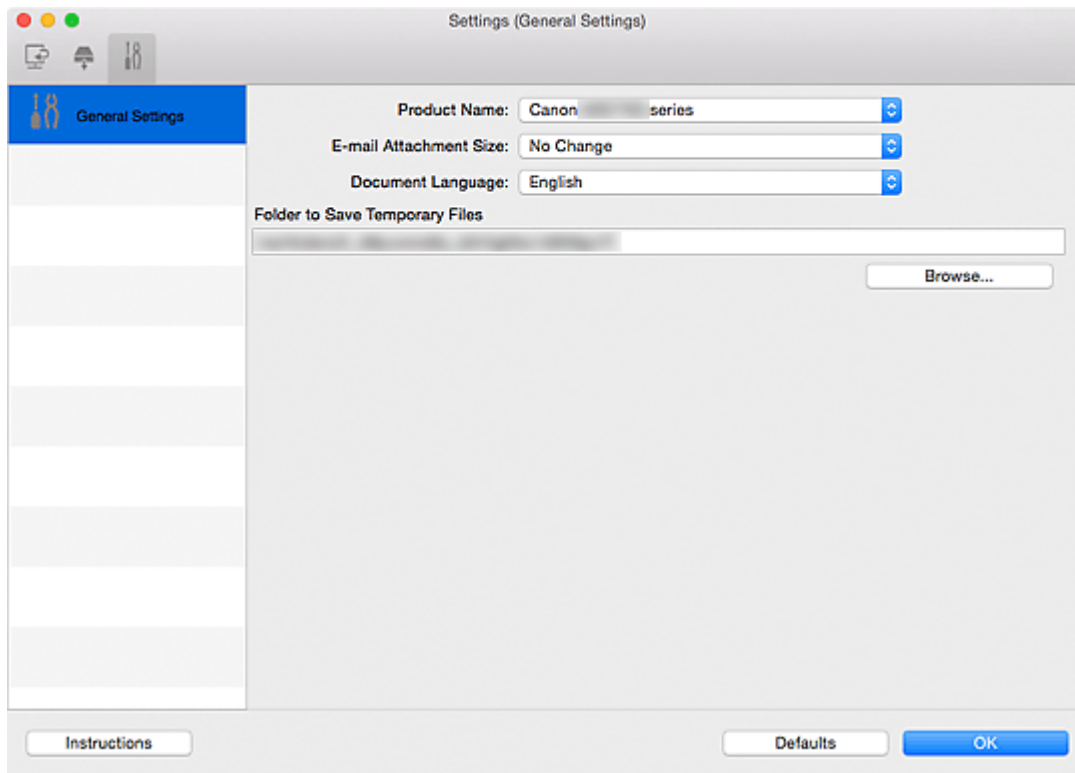 Settings (General Settings)
General Settings
Product Name: Canon series
E-mail Attachment Size: No Change
Document Language: English
Folder to Save Temporary Files
Browse...
Instructions Defaults OK